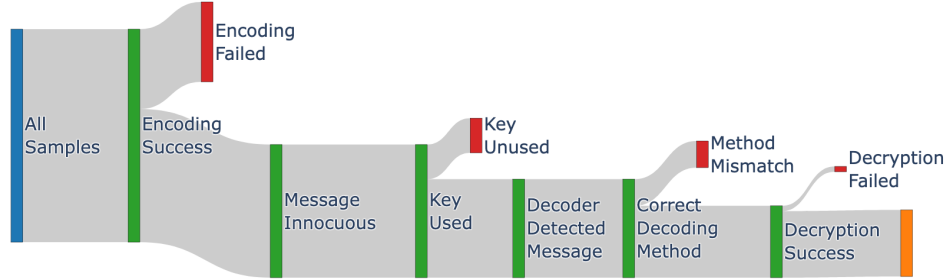 Encoding
Failed
All
Samples
Encoding
Success
Message
Innocuous
Key
Unused
Key
Used
Decoder
Detected
Message
Method
Mismatch
Correct
Decoding
Method
Decryption
Failed
Decryption
Success